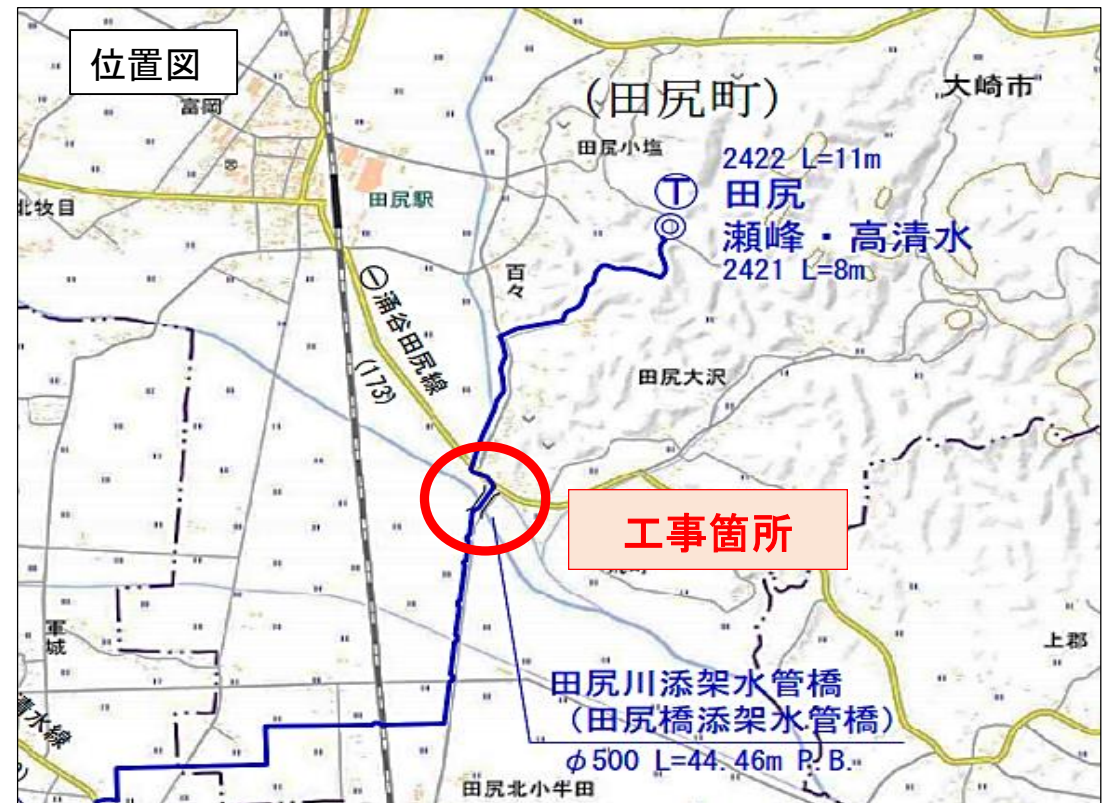 位置図
(田尻町)
大崎市
富岡
田尻小塩
2422 L=11m
Ⓣ 田尻
瀬峰・高清水
2421 L=8m
田尻駅
北牧目
百々
㊀涌谷田尻線
(173)
田尻大沢
工事箇所
軍城
上郡
田尻川添架水管橋
(田尻橋添架水管橋)
φ500 L=44.46m P.B.
清水線
田尻北小牛田